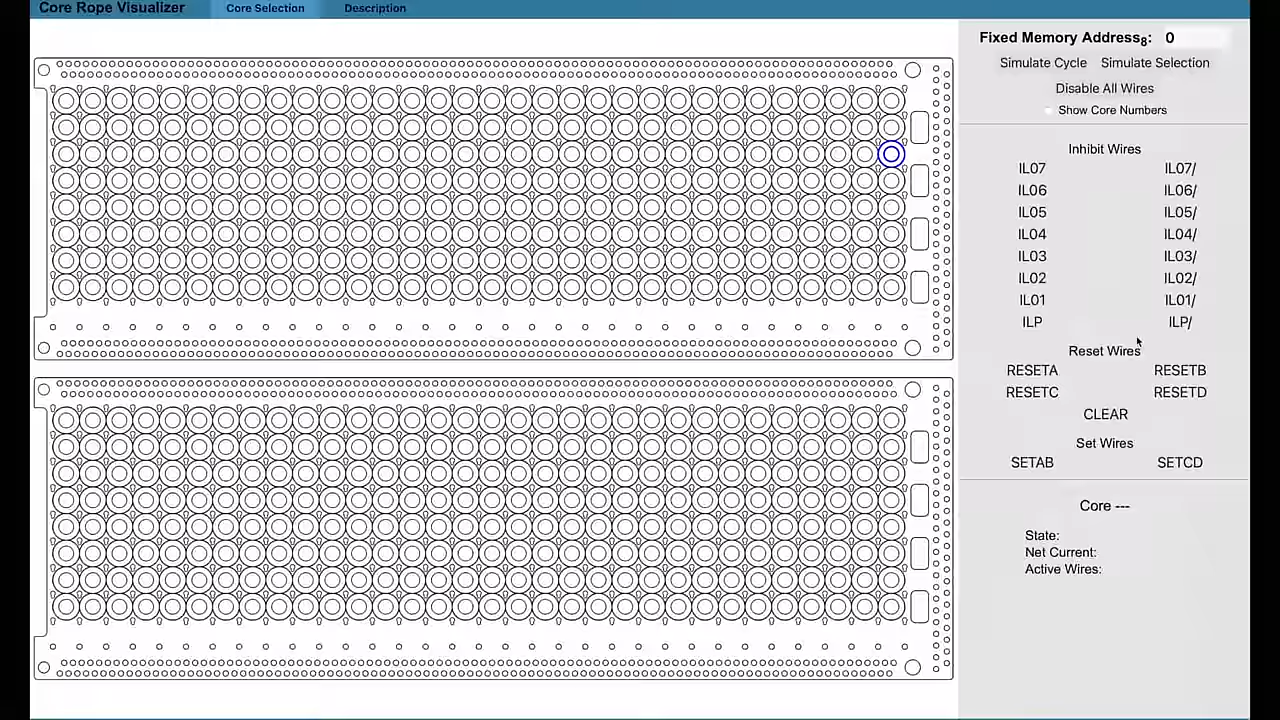 Core Rope Visualizer Core Selection Description
Fixed Memory Address8: 0
Simulate Cycle Simulate Selection
Disable All Wires
Show Core Numbers
Inhibit Wires
IL07 IL07/
IL06 IL06/
IL05 IL05/
IL04 IL04/
IL03 IL03/
IL02 IL02/
IL01 IL01/
ILP ILP/
Reset Wires
RESETA RESETB
RESETC RESETD
CLEAR
Set Wires
SETAB SETCD
Core ---
State:
Net Current:
Active Wires: